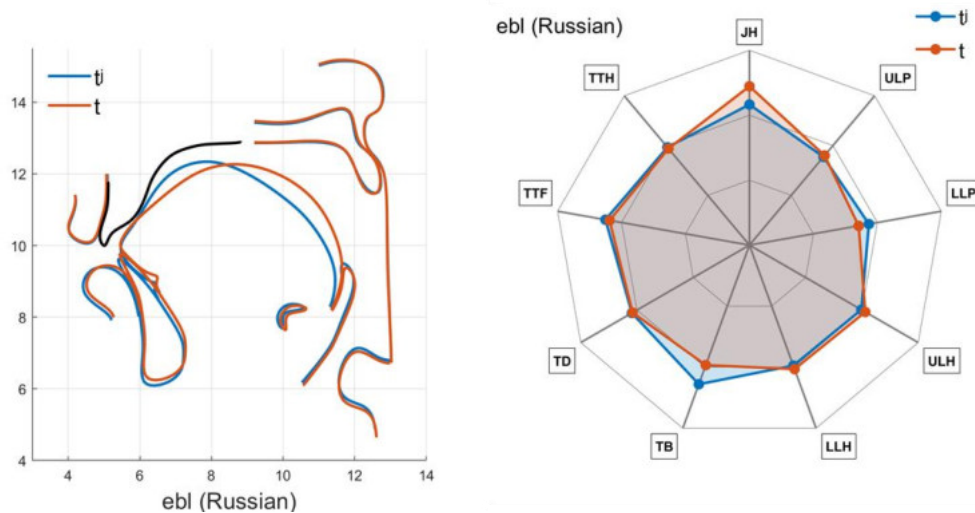 tʲ
t
14
12
10
8
6
4
4 6 8 10 12 14
ebl (Russian)
ebl (Russian)
tʲ
t
JH
ULP
LLP
ULH
LLH
TB
TD
TTF
TTH